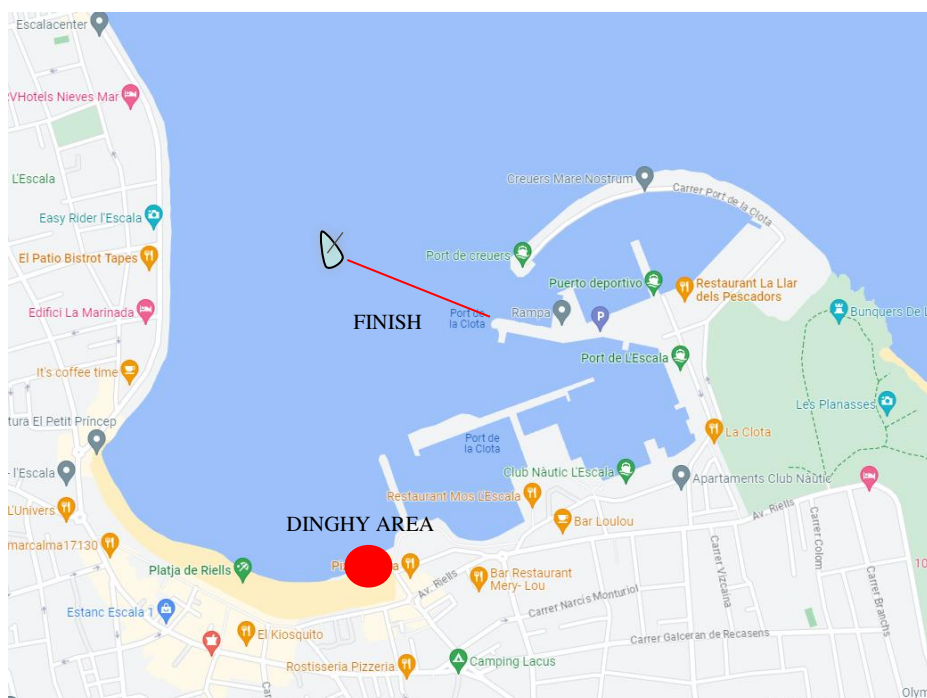 Escalacenter
RVHotels Nieves Mar
L'Escala
Creuers Mare Nostrum
Carrer Port de la Clota
Easy Rider l'Escala
El Patio Bistrot Tapes
Port de creuers
Puerto deportivo
Restaurant La Llar
dels Pescadors
Edifici La Marinada
FINISH
Port de
la Clota
Rampa
P
Bunquers De L
Port de L'Escala
It's coffee time
Les Planasses
tura El Petit Príncep
La Clota
Port de
la Clota
- l'Escala
Club Nàutic L'Escala
Apartaments Club Nàutic
Restaurant Mos L'Escala
L'Univers
DINGHY AREA
Bar Loulou
Av. Riells
Carrer Colom
marcalma17130
Platja de Riells
Av. Riells
Bar Restaurant
Mery- Lou
Carrer Vizcaina
Carrer Branchs
10
Estanc Escala 1
Carrer Narcís Monturiol
El Kiosquito
Carrer Galceran de Recasens
Rostisseria Pizzeria
Camping Lacus
Olym